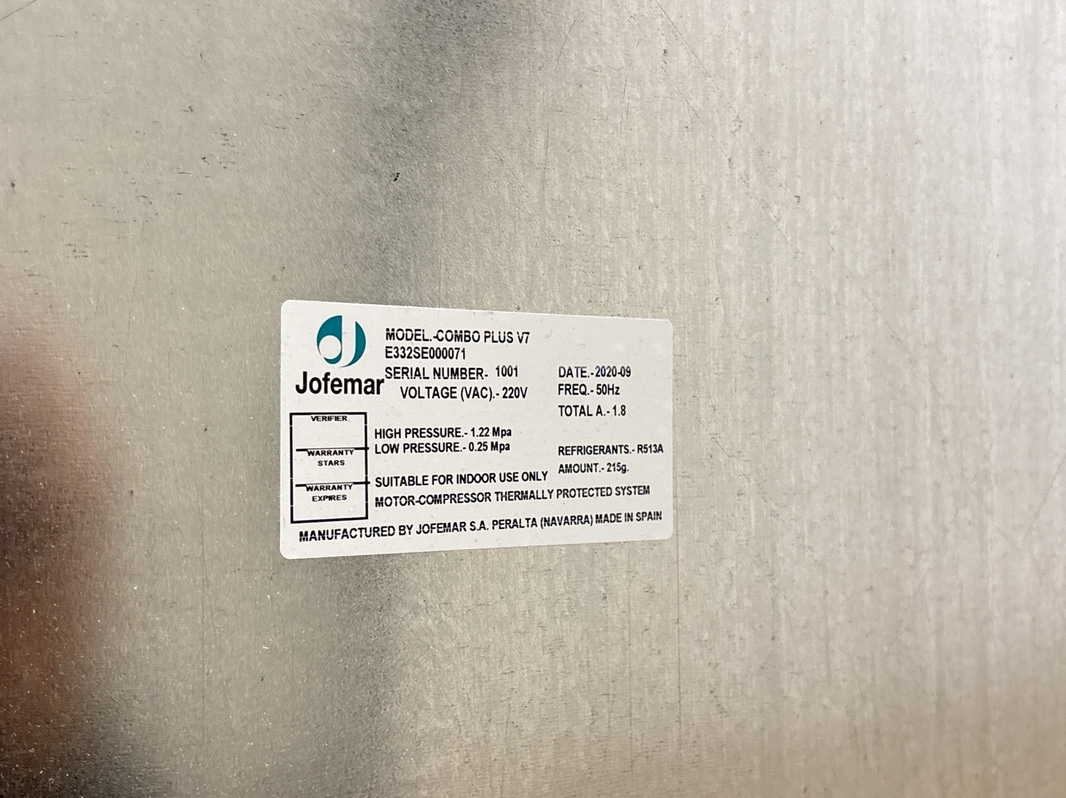 Jofemar
MODEL.-COMBO PLUS V7
E332SE000071
SERIAL NUMBER- 1001 DATE.- 2020-09
VOLTAGE (VAC).- 220V FREQ.- 50Hz
TOTAL A.- 1.8
VERIFIER
WARRANTY
STARS
WARRANTY
EXPIRES
HIGH PRESSURE.- 1.22 Mpa
LOW PRESSURE.- 0.25 Mpa
REFRIGERANTS.- R513A
AMOUNT.- 215g.
SUITABLE FOR INDOOR USE ONLY
MOTOR-COMPRESSOR THERMALLY PROTECTED SYSTEM
MANUFACTURED BY JOFEMAR S.A. PERALTA (NAVARRA) MADE IN SPAIN